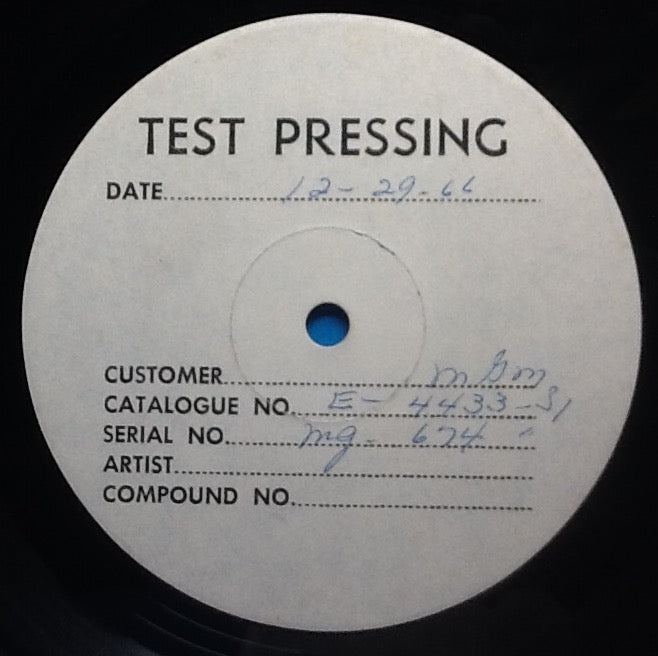 TEST PRESSING
DATE 12-29-66
CUSTOMER MGM
CATALOGUE NO. E-4433-S1
SERIAL NO. mg- 674 "
ARTIST
COMPOUND NO.